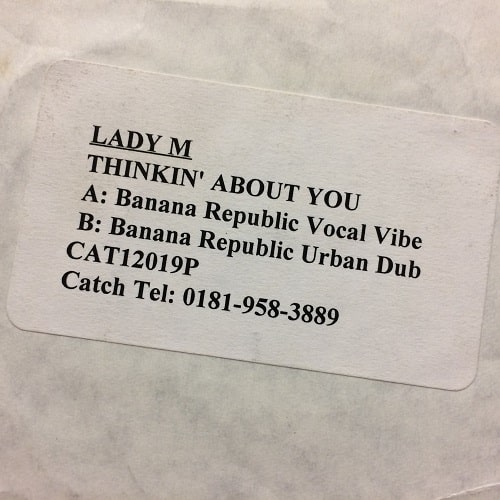 LADY M
THINKIN' ABOUT YOU
A: Banana Republic Vocal Vibe
B: Banana Republic Urban Dub
CAT12019P
Catch Tel: 0181-958-3889